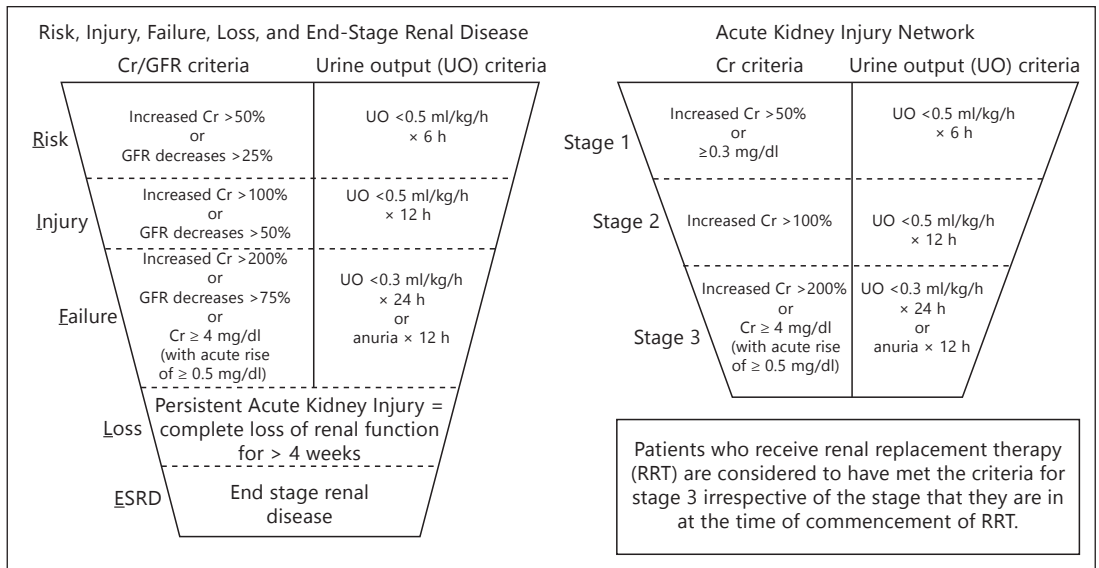 Risk, Injury, Failure, Loss, and End-Stage Renal Disease
Cr/GFR criteria
Urine output (UO) criteria
Risk
Increased Cr >50%
or
GFR decreases >25%
UO <0.5 ml/kg/h
× 6 h
Injury
Increased Cr >100%
or
GFR decreases >50%
UO <0.5 ml/kg/h
× 12 h
Failure
Increased Cr >200%
or
GFR decreases >75%
or
Cr ≥ 4 mg/dl
(with acute rise
of ≥ 0.5 mg/dl)
UO <0.3 ml/kg/h
× 24 h
or
anuria × 12 h
Loss
Persistent Acute Kidney Injury =
complete loss of renal function
for > 4 weeks
ESRD
End stage renal
disease
Acute Kidney Injury Network
Cr criteria
Urine output (UO) criteria
Stage 1
Increased Cr >50%
or
≥0.3 mg/dl
UO <0.5 ml/kg/h
× 6 h
Stage 2
Increased Cr >100%
UO <0.5 ml/kg/h
× 12 h
Stage 3
Increased Cr >200%
or
Cr ≥ 4 mg/dl
(with acute rise
of ≥ 0.5 mg/dl)
UO <0.3 ml/kg/h
× 24 h
or
anuria × 12 h
Patients who receive renal replacement therapy
(RRT) are considered to have met the criteria for
stage 3 irrespective of the stage that they are in
at the time of commencement of RRT.